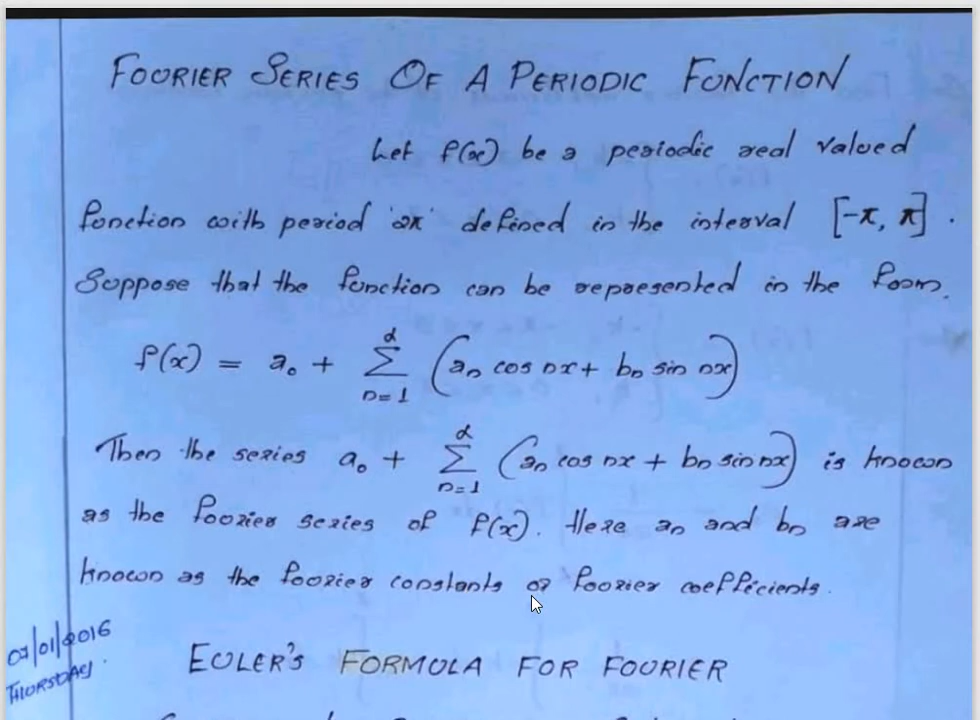 FOURIER SERIES OF A PERIODIC FUNCTION
Let f(x) be a periodic real valued
function with period '2π' defined in the interval [-π, π].
Suppose that the function can be represented in the form,
f(x) = a₀ + ∑ₙ₌₁^∝ (aₙ cos nx + bₙ sin nx)
Then the series a₀ + ∑ₙ₌₁^∝ (aₙ cos nx + bₙ sin nx) is known
as the Fourier series of f(x). Here aₙ and bₙ are
known as the fourier constants or Fourier coefficients.
07/01/2016
THURSDAY
EULER'S FORMULA FOR FOURIER